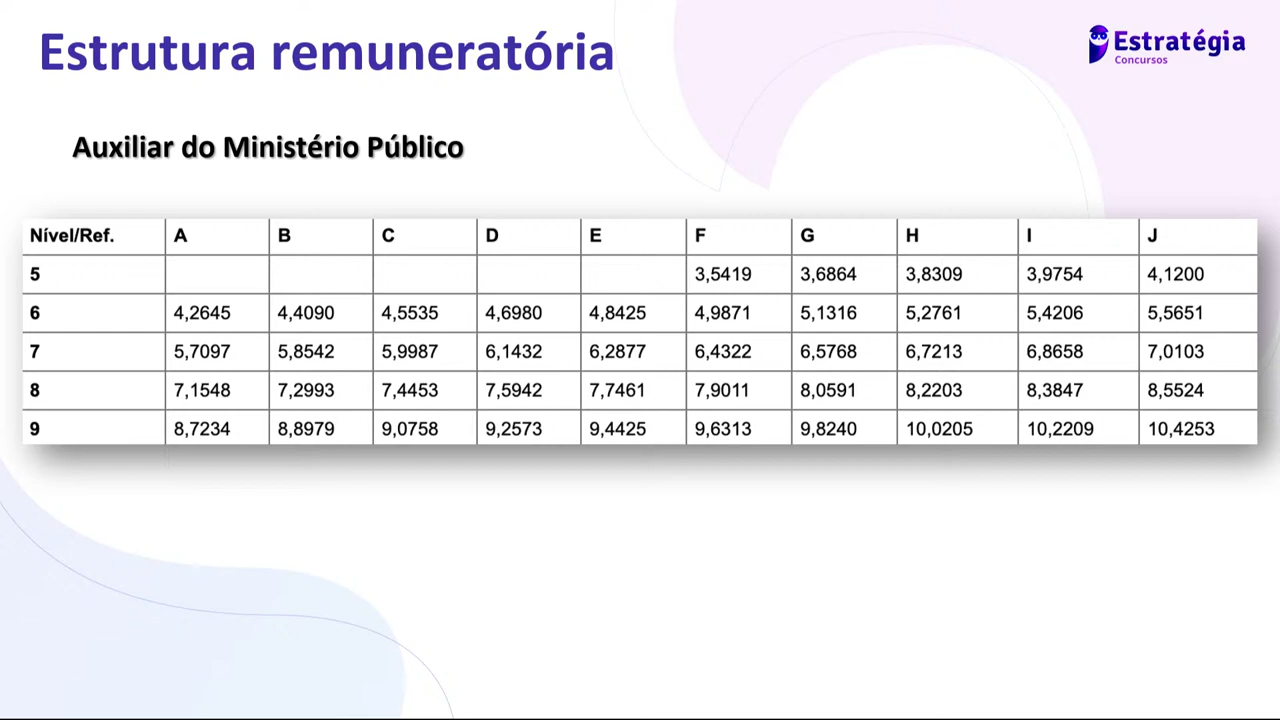 Estrutura remuneratória
Estratégia
Concursos
Auxiliar do Ministério Público
Nível/Ref. A B C D E F G H I J
5 3,5419 3,6864 3,8309 3,9754 4,1200
6 4,2645 4,4090 4,5535 4,6980 4,8425 4,9871 5,1316 5,2761 5,4206 5,5651
7 5,7097 5,8542 5,9987 6,1432 6,2877 6,4322 6,5768 6,7213 6,8658 7,0103
8 7,1548 7,2993 7,4453 7,5942 7,7461 7,9011 8,0591 8,2203 8,3847 8,5524
9 8,7234 8,8979 9,0758 9,2573 9,4425 9,6313 9,8240 10,0205 10,2209 10,4253